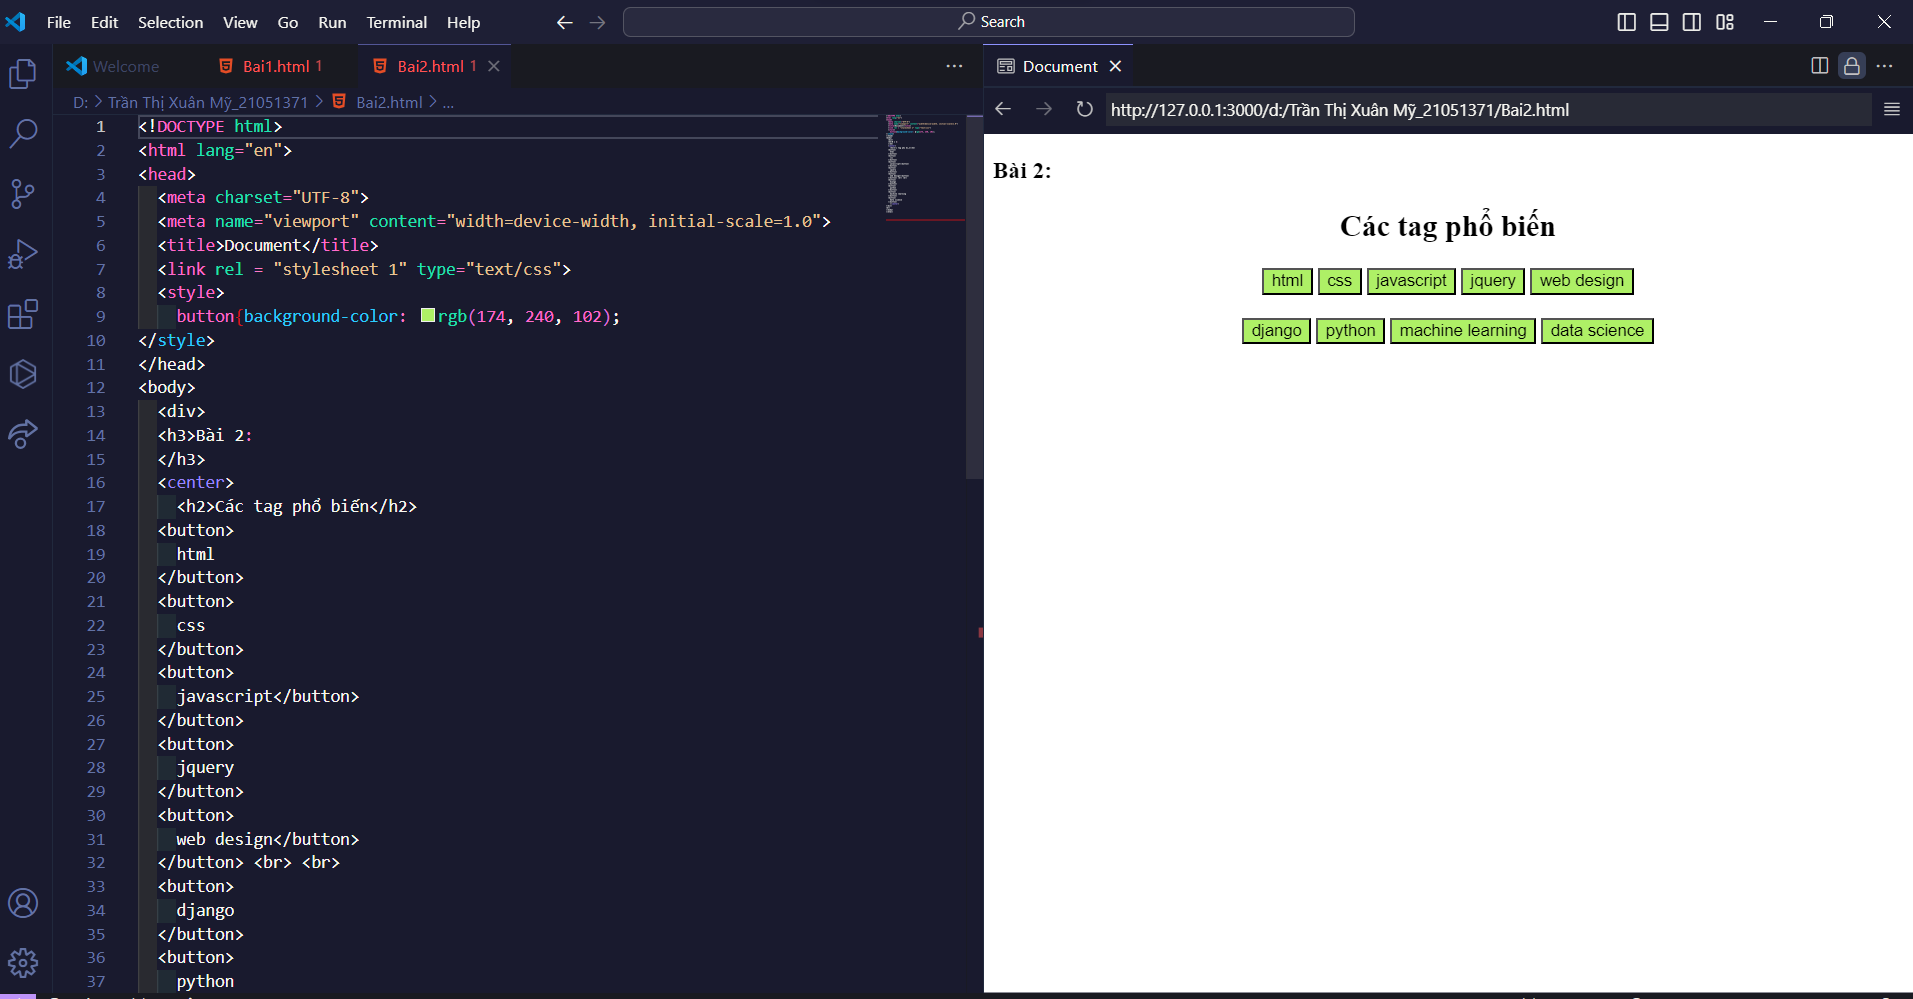 File Edit Selection View Go Run Terminal Help
Search
Welcome
Bai1.html 1
Bai2.html 1
D: > Trần Thị Xuân Mỹ_21051371 > Bai2.html > ...
1 <!DOCTYPE html>
2 <html lang="en">
3 <head>
4 <meta charset="UTF-8">
5 <meta name="viewport" content="width=device-width, initial-scale=1.0">
6 <title>Document</title>
7 <link rel = "stylesheet 1" type="text/css">
8 <style>
9 button{background-color: rgb(174, 240, 102);
10 </style>
11 </head>
12 <body>
13 <div>
14 <h3>Bài 2:
15 </h3>
16 <center>
17 <h2>Các tag phổ biến</h2>
18 <button>
19 html
20 </button>
21 <button>
22 css
23 </button>
24 <button>
25 javascript</button>
26 </button>
27 <button>
28 jquery
29 </button>
30 <button>
31 web design</button>
32 </button> <br> <br>
33 <button>
34 django
35 </button>
36 <button>
37 python
Document
http://127.0.0.1:3000/d:/Trần Thị Xuân Mỹ_21051371/Bai2.html
Bài 2:
Các tag phổ biến
html css javascript jquery web design
django python machine learning data science